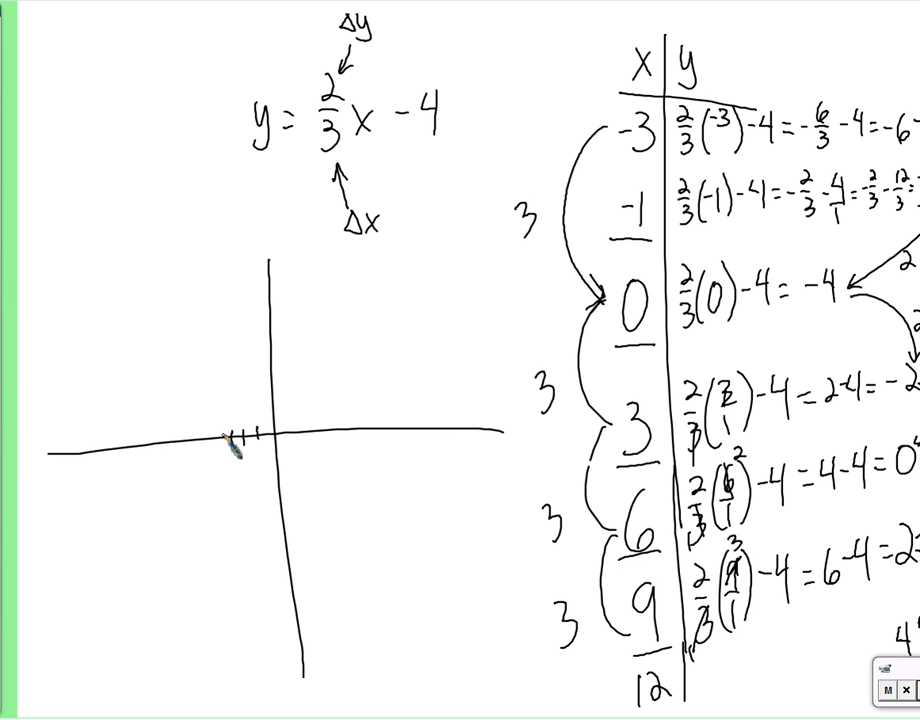 Δy
y = 2/3 x - 4
Δx
x | y
-3 | 2/3(-3) - 4 = -6/3 - 4 = -6
-1 | 2/3(-1) - 4 = -2/3 - 4/1 = -2/3 - 12/3 =
3
0 | 2/3(0) - 4 = -4
2
3
3 | 2/3(3/1) - 4 = 2 - 4 = -2
3
6 | 2/3(6/1) - 4 = 4 - 4 = 0
3
9 | 2/3(9/1) - 4 = 6 - 4 = 2
12
4
M
×